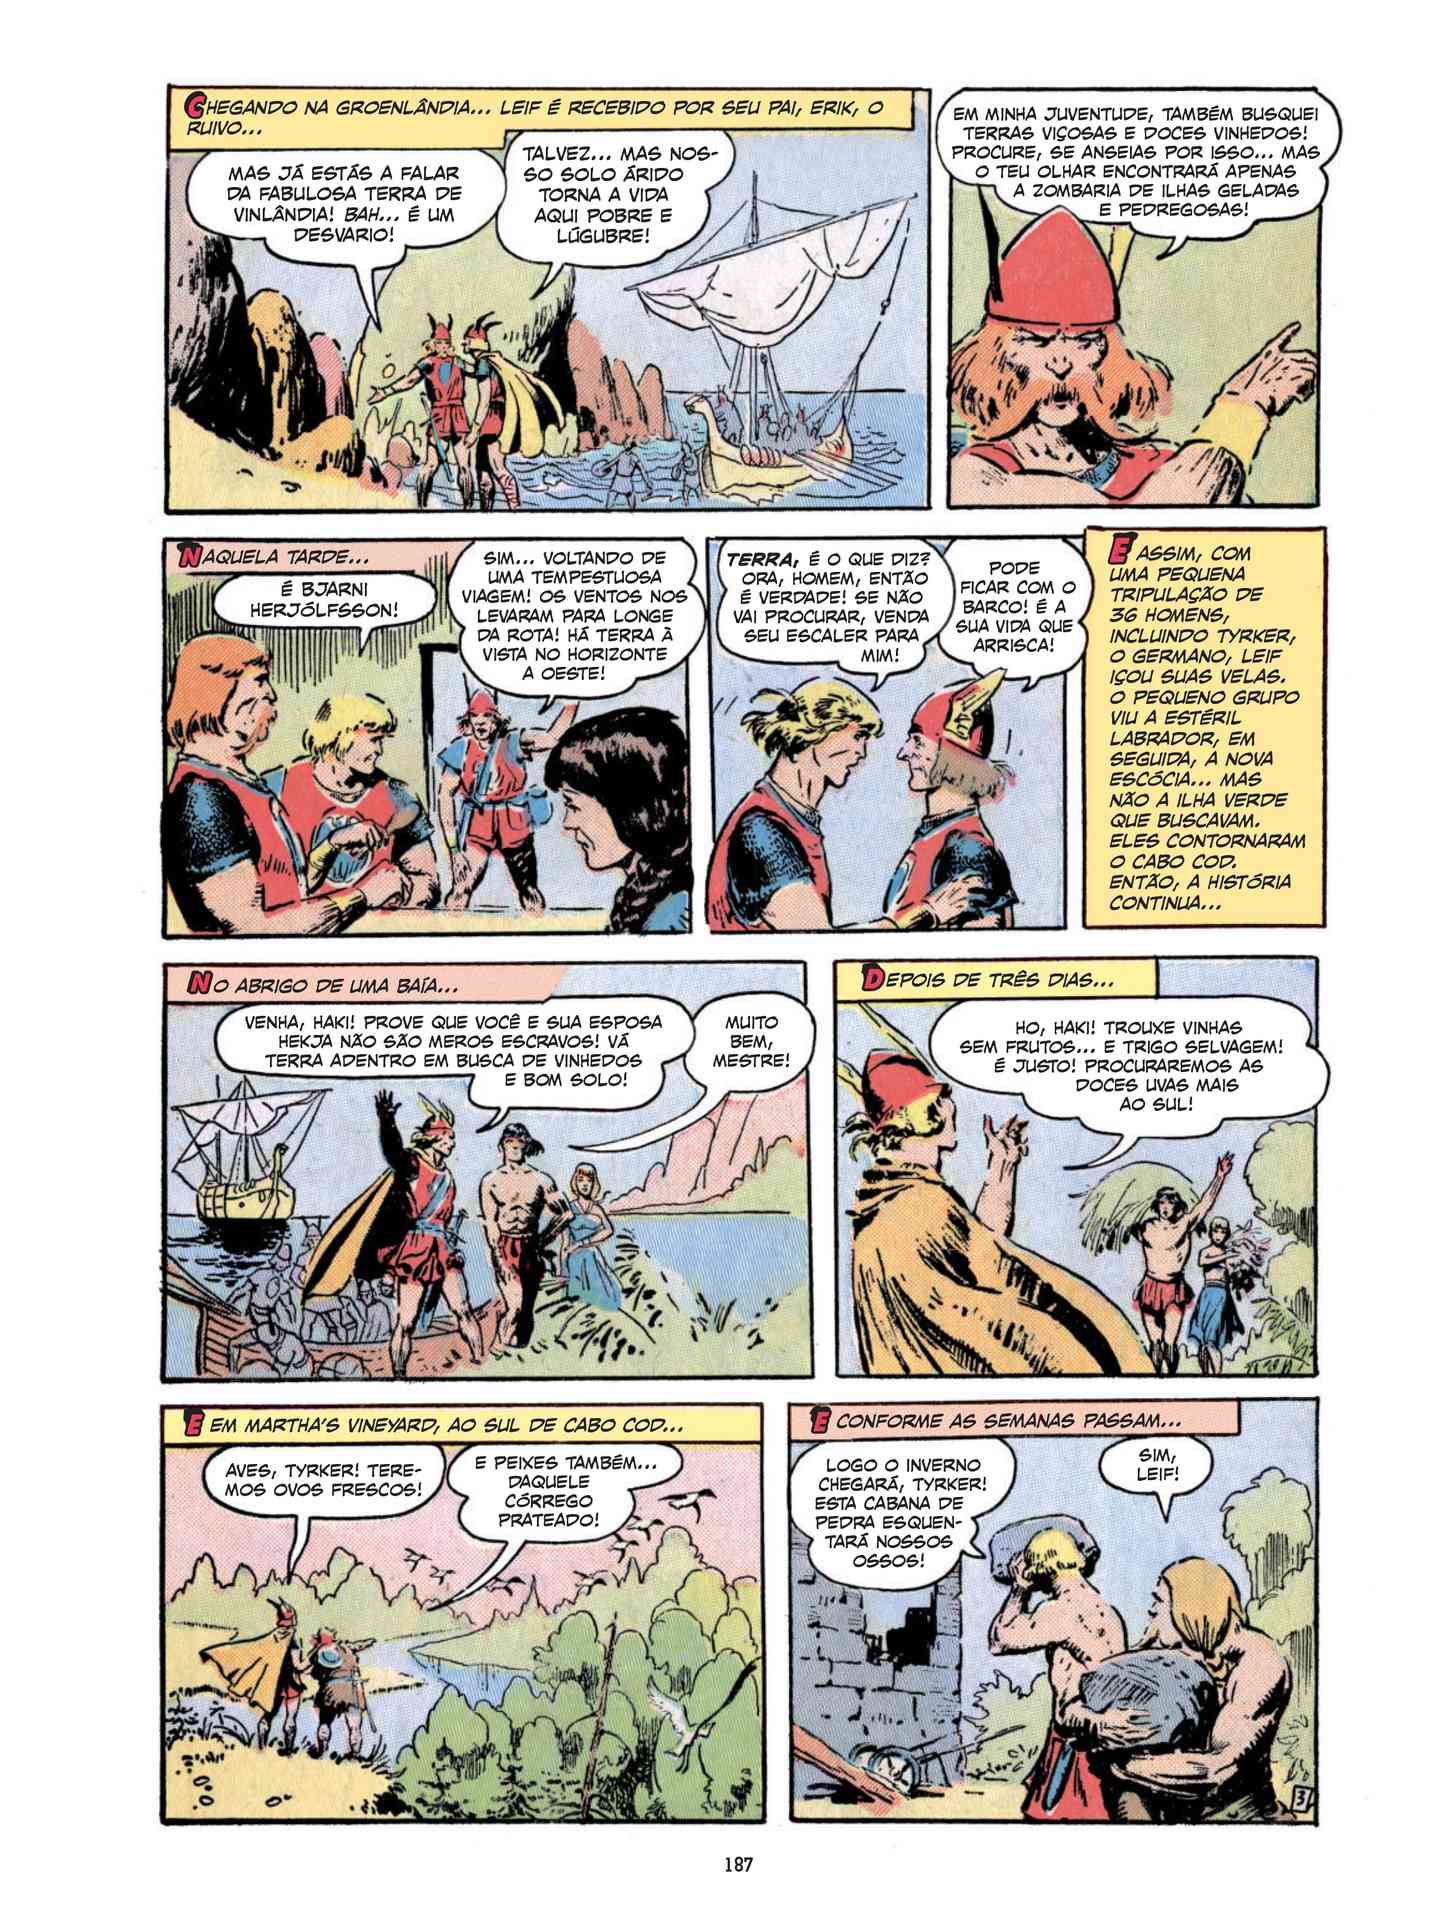 CHEGANDO NA GROENLÂNDIA... LEIF É RECEBIDO POR SEU PAI, ERIK, O
RUIVO...
MAS JÁ ESTÁS A FALAR
DA FABULOSA TERRA DE
VINLÂNDIA! BAH... É UM
DESVARIO!
TALVEZ... MAS NOS-
SO SOLO ÁRIDO
TORNA A VIDA
AQUI POBRE E
LÚGUBRE!
EM MINHA JUVENTUDE, TAMBÉM BUSQUEI
TERRAS VIÇOSAS E DOCES VINHEDOS!
PROCURE, SE ANSEIAS POR ISSO... MAS
O TEU OLHAR ENCONTRARÁ APENAS
A ZOMBARIA DE ILHAS GELADAS
E PEDREGOSAS!
NAQUELA TARDE...
É BJARNI
HERJÓLFSSON!
SIM... VOLTANDO DE
UMA TEMPESTUOSA
VIAGEM! OS VENTOS NOS
LEVARAM PARA LONGE
DA ROTA! HÁ TERRA À
VISTA NO HORIZONTE
A OESTE!
TERRA, É O QUE DIZ?
ORA, HOMEM, ENTÃO
É VERDADE! SE NÃO
VAI PROCURAR, VENDA
SEU ESCALER PARA
MIM!
PODE
FICAR COM O
BARCO! É A
SUA VIDA QUE
ARRISCA!
E ASSIM, COM
UMA PEQUENA
TRIPULAÇÃO DE
36 HOMENS,
INCLUINDO TYRKER,
O GERMANO, LEIF
IÇOU SUAS VELAS.
O PEQUENO GRUPO
VIU A ESTÉRIL
LABRADOR, EM
SEGUIDA, A NOVA
ESCÓCIA... MAS
NÃO A ILHA VERDE
QUE BUSCAVAM.
ELES CONTORNARAM
O CABO COD.
ENTÃO, A HISTÓRIA
CONTINUA...
NO ABRIGO DE UMA BAÍA...
VENHA, HAKI! PROVE QUE VOCÊ E SUA ESPOSA
HEKJA NÃO SÃO MEROS ESCRAVOS! VÁ
TERRA ADENTRO EM BUSCA DE VINHEDOS
E BOM SOLO!
MUITO
BEM,
MESTRE!
DEPOIS DE TRÊS DIAS...
HO, HAKI! TROUXE VINHAS
SEM FRUTOS... E TRIGO SELVAGEM!
É JUSTO! PROCURAREMOS AS
DOCES UVAS MAIS
AO SUL!
E EM MARTHA'S VINEYARD, AO SUL DE CABO COD...
AVES, TYRKER! TERE-
MOS OVOS FRESCOS!
E PEIXES TAMBÉM...
DAQUELE
CÓRREGO
PRATEADO!
E CONFORME AS SEMANAS PASSAM...
LOGO O INVERNO
CHEGARÁ, TYRKER!
ESTA CABANA DE
PEDRA ESQUEN-
TARÁ NOSSOS
OSSOS!
SIM,
LEIF!
3
187